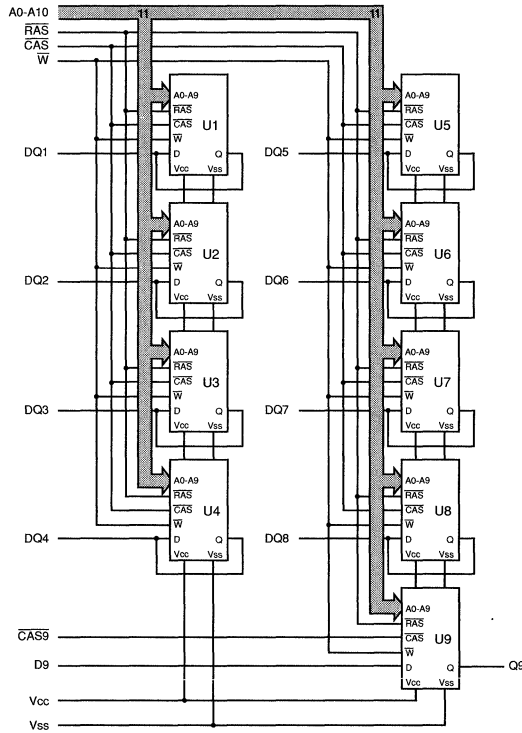 A0-A10
11
11
RAS
CAS
W
A0-A9
RAS
CAS
W
D
Q
Vcc
Vss
U1
DQ1
A0-A9
RAS
CAS
W
D
Q
Vcc
Vss
U5
DQ5
A0-A9
RAS
CAS
W
D
Q
Vcc
Vss
U2
DQ2
A0-A9
RAS
CAS
W
D
Q
Vcc
Vss
U6
DQ6
A0-A9
RAS
CAS
W
D
Q
Vcc
Vss
U3
DQ3
A0-A9
RAS
CAS
W
D
Q
Vcc
Vss
U7
DQ7
A0-A9
RAS
CAS
W
D
Q
Vcc
Vss
U4
DQ4
A0-A9
RAS
CAS
W
D
Q
Vcc
Vss
U8
DQ8
A0-A9
RAS
CAS
W
D
Q
Vcc
Vss
U9
CAS9
D9
Q9
Vcc
Vss